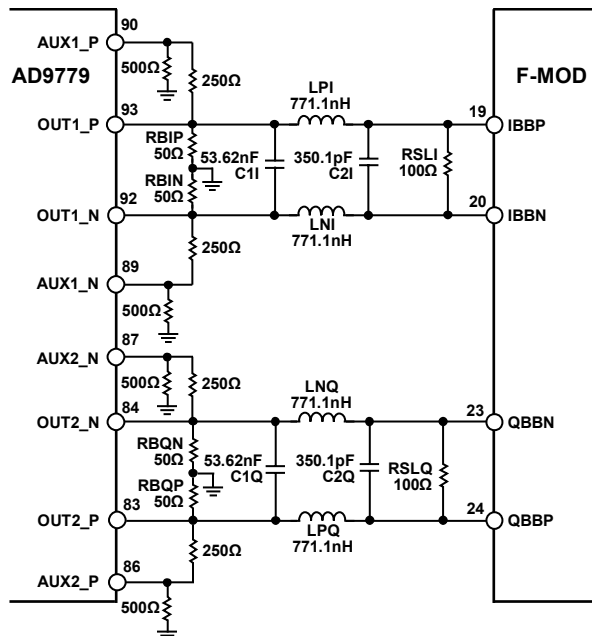 90
AUX1_P
AD9779
500Ω
250Ω
F-MOD
LPI
771.1nH
93
OUT1_P
19
IBBP
RBIP
50Ω
53.62nF
C1I
350.1pF
C2I
RSLI
100Ω
RBIN
50Ω
92
OUT1_N
20
IBBN
LNI
771.1nH
250Ω
89
AUX1_N
500Ω
87
AUX2_N
500Ω
250Ω
LNQ
771.1nH
84
OUT2_N
23
QBBN
RBQN
50Ω
53.62nF
C1Q
350.1pF
C2Q
RSLQ
100Ω
RBQP
50Ω
83
OUT2_P
24
QBBP
LPQ
771.1nH
250Ω
86
AUX2_P
500Ω